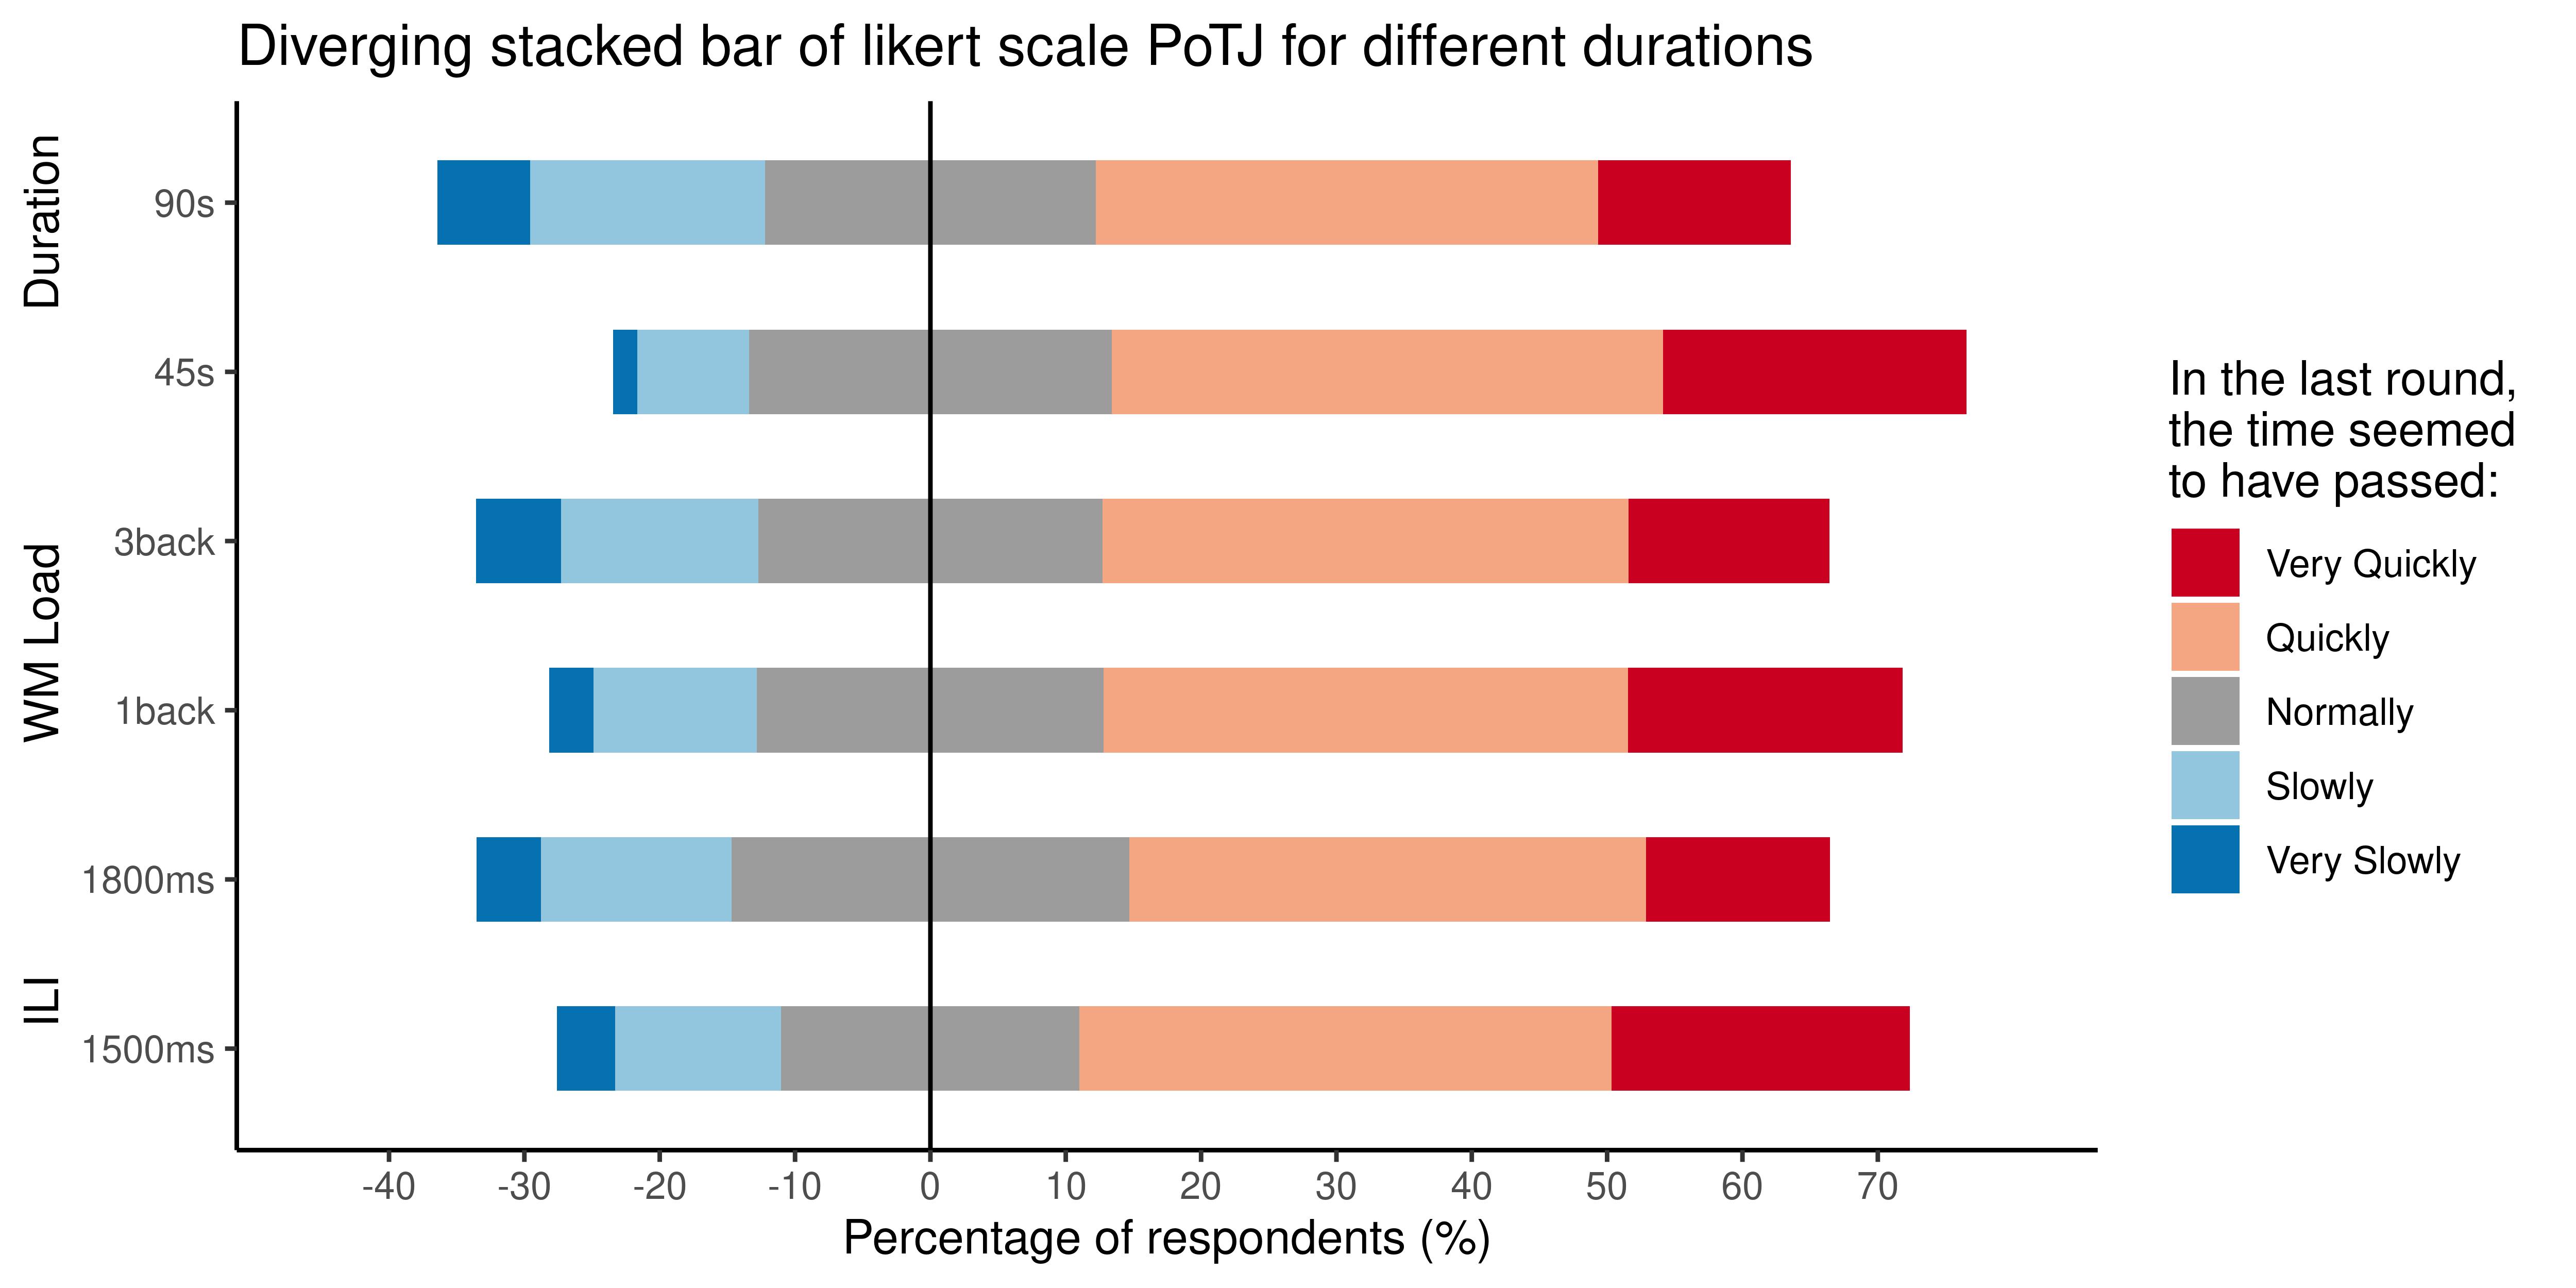 Diverging stacked bar of likert scale PoTJ for different durations
Duration
90s
45s
WM Load
3back
1back
ILI
1800ms
1500ms
-40 -30 -20 -10 0 10 20 30 40 50 60 70
Percentage of respondents (%)
In the last round,
the time seemed
to have passed:
Very Quickly
Quickly
Normally
Slowly
Very Slowly